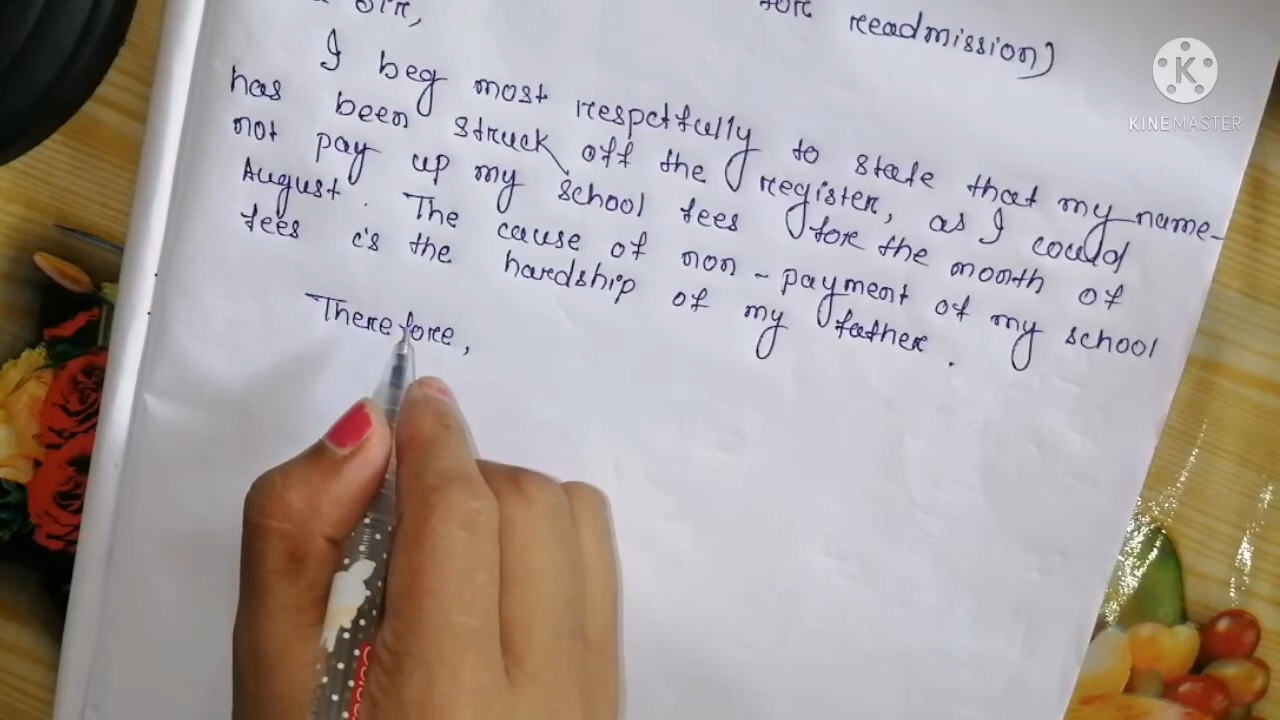 Sir,
for readmission)
I beg most respctfully to state that my name
has been struck off the register, as I could
not pay up my school fees for the month of
August. The cause of non-payment of my school
fees is the hardship of my father.
Therefore,
K
KINEMASTER